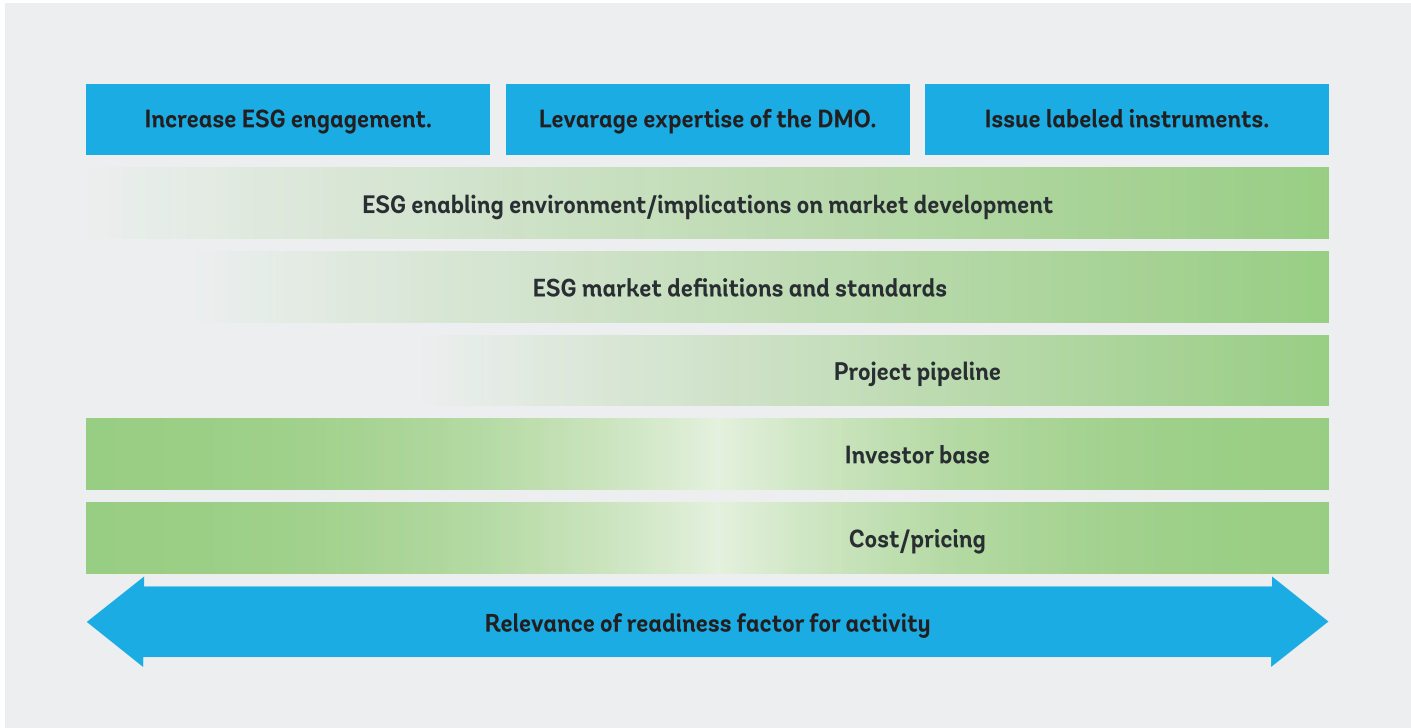 Increase ESG engagement.
Levarage expertise of the DMO.
Issue labeled instruments.
ESG enabling environment/implications on market development
ESG market definitions and standards
Project pipeline
Investor base
Cost/pricing
Relevance of readiness factor for activity